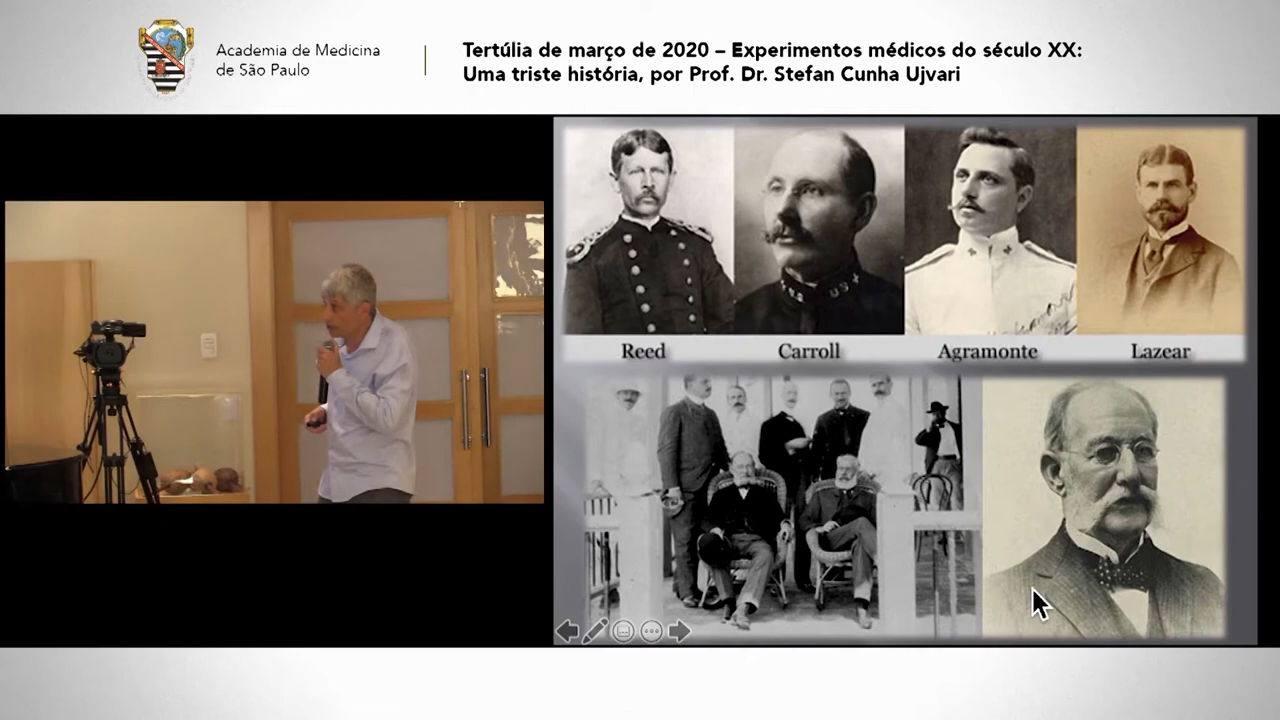 Academia de Medicina
de São Paulo
Tertúlia de março de 2020 – Experimentos médicos do século XX:
Uma triste história, por Prof. Dr. Stefan Cunha Ujvari
Reed
Carroll
Agramonte
Lazear